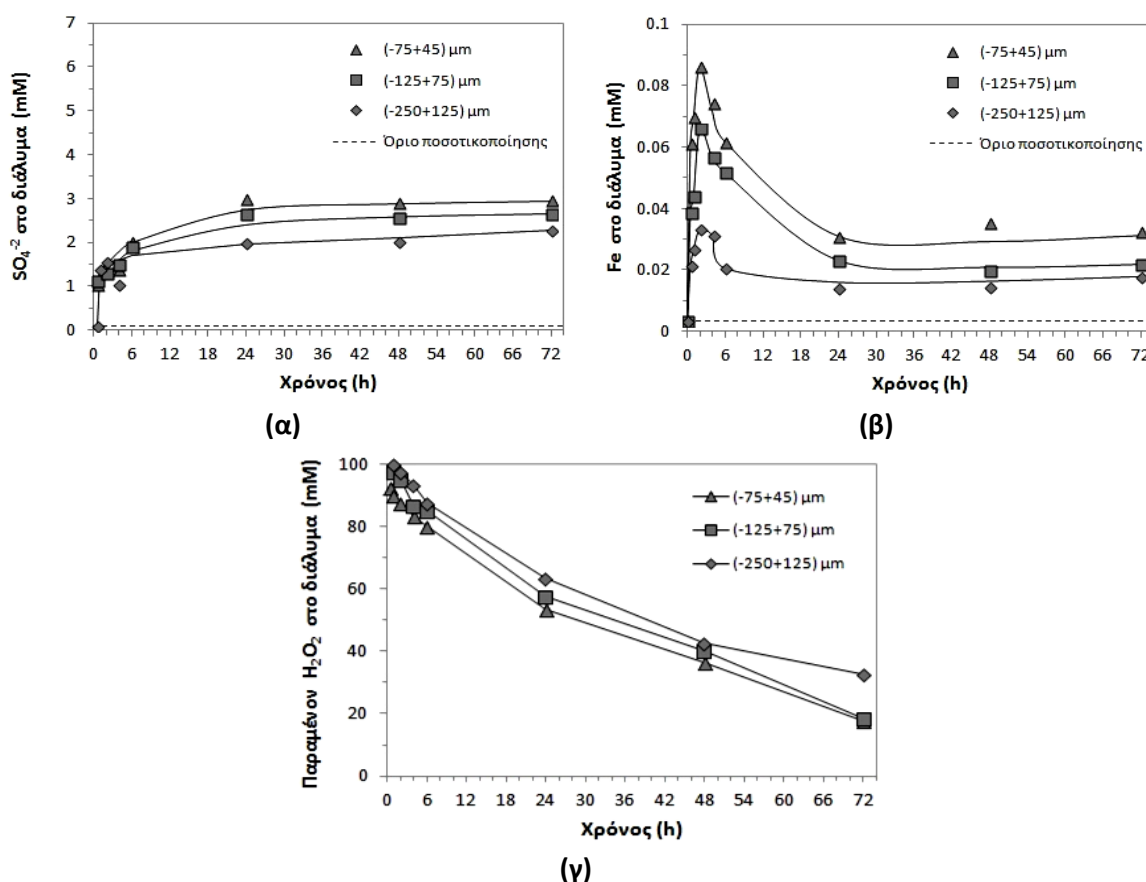 SO₄⁻² στο διάλυμα (mM)
7
6
5
4
3
2
1
0
(-75+45) μm
(-125+75) μm
(-250+125) μm
Όριο ποσοτικοποίησης
0 6 12 18 24 30 36 42 48 54 60 66 72
Χρόνος (h)
(α)
Fe στο διάλυμα (mM)
0.1
0.08
0.06
0.04
0.02
0
(-75+45) μm
(-125+75) μm
(-250+125) μm
Όριο ποσοτικοποίησης
0 6 12 18 24 30 36 42 48 54 60 66 72
Χρόνος (h)
(β)
Παραμένον H₂O₂ στο διάλυμα (mM)
100
80
60
40
20
0
(-75+45) μm
(-125+75) μm
(-250+125) μm
0 6 12 18 24 30 36 42 48 54 60 66 72
Χρόνος (h)
(γ)